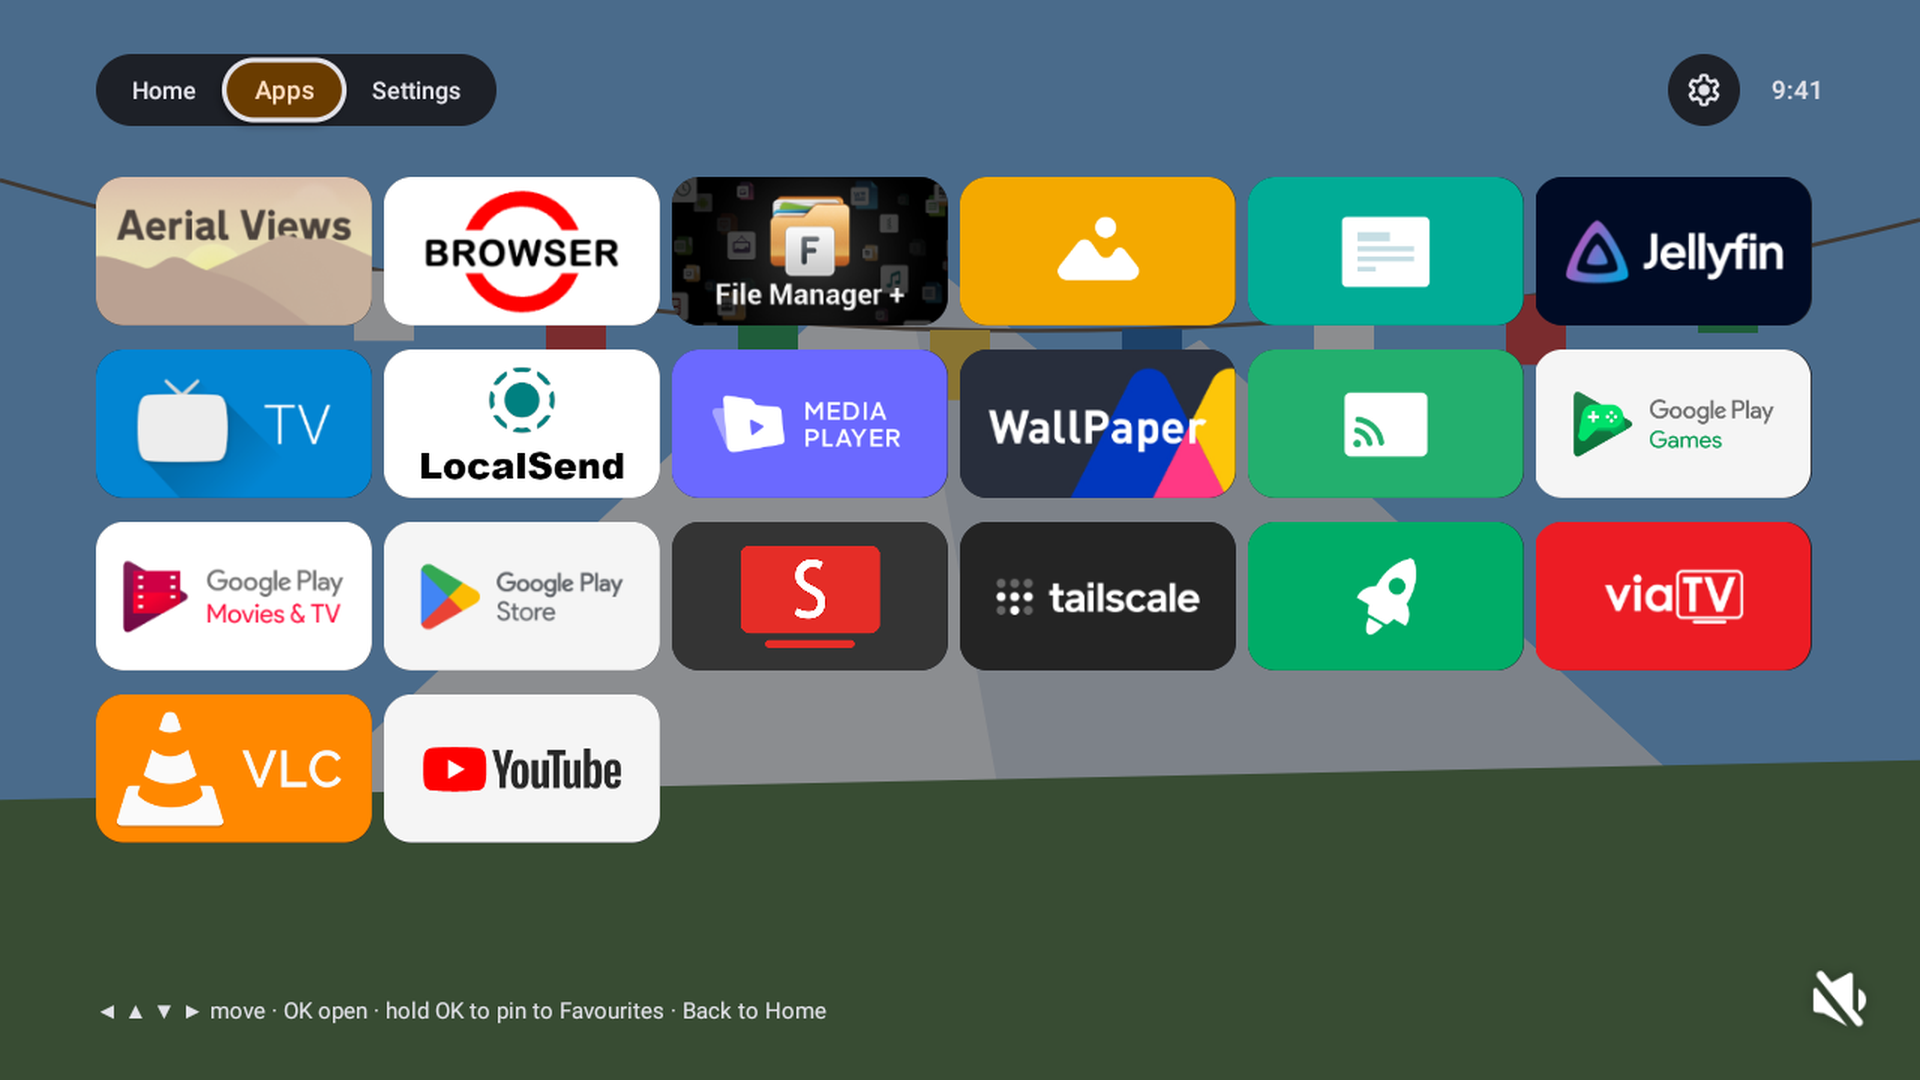 Home Apps Settings 9:41
Aerial Views
BROWSER
F
File Manager +
Jellyfin
TV
LocalSend
MEDIA
PLAYER
WallPaper
Google Play
Games
Google Play
Movies & TV
Google Play
Store
S
tailscale
viaTV
VLC
YouTube
◀ ▲ ▼ ▶ move · OK open · hold OK to pin to Favourites · Back to Home